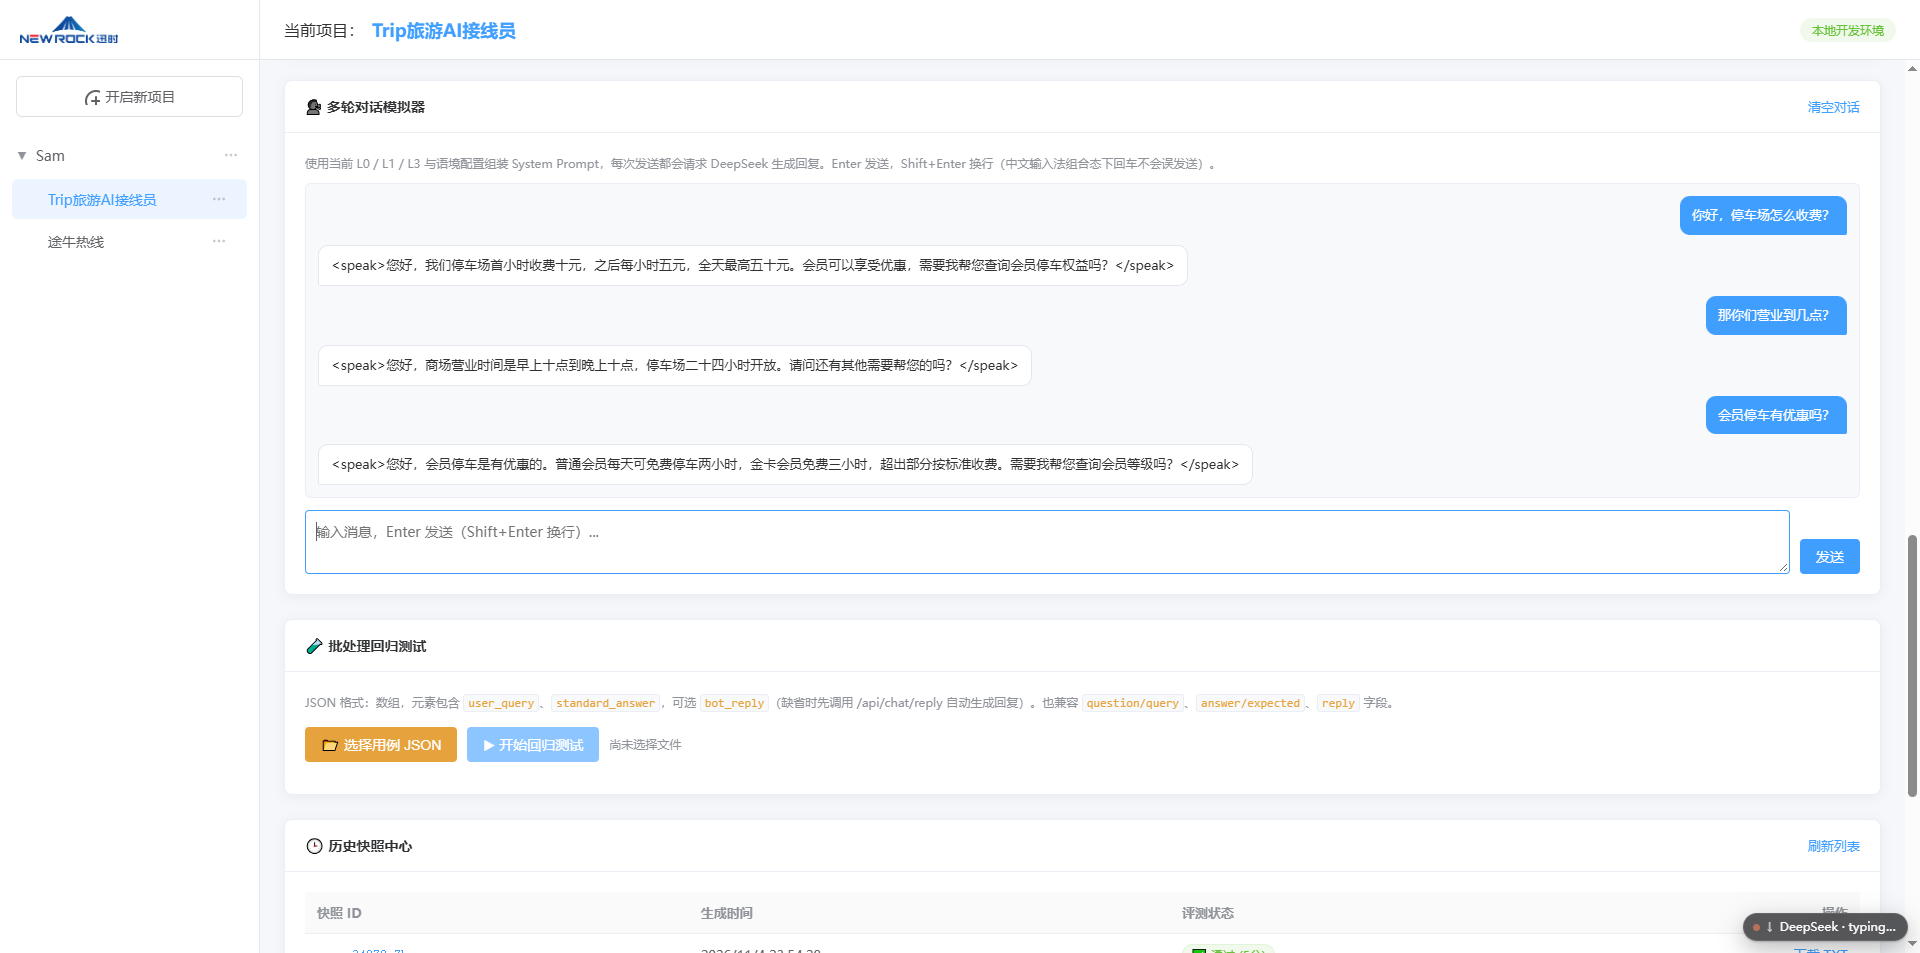 NEWROCK迅时
当前项目： Trip旅游AI接线员
本地开发环境
开启新项目
Sam
Trip旅游AI接线员
途牛热线
多轮对话模拟器
清空对话
使用当前 L0 / L1 / L3 与语境配置组装 System Prompt，每次发送都会请求 DeepSeek 生成回复。Enter 发送，Shift+Enter 换行（中文输入法组合态下回车不会误发送）。
你好，停车场怎么收费？
<speak>您好，我们停车场首小时收费十元，之后每小时五元，全天最高五十元。会员可以享受优惠，需要我帮您查询会员停车权益吗？</speak>
那你们营业到几点？
<speak>您好，商场营业时间是早上十点到晚上十点，停车场二十四小时开放。请问还有其他需要帮您的吗？</speak>
会员停车有优惠吗？
<speak>您好，会员停车是有优惠的。普通会员每天可免费停车两小时，金卡会员免费三小时，超出部分按标准收费。需要我帮您查询会员等级吗？</speak>
输入消息，Enter 发送（Shift+Enter 换行）...
发送
批处理回归测试
JSON 格式：数组，元素包含 user_query、standard_answer，可选 bot_reply（缺省时先调用 /api/chat/reply 自动生成回复）。也兼容 question/query、answer/expected、reply 字段。
选择用例 JSON
开始回归测试
尚未选择文件
历史快照中心
刷新列表
快照 ID
生成时间
评测状态
操作
DeepSeek · typing...